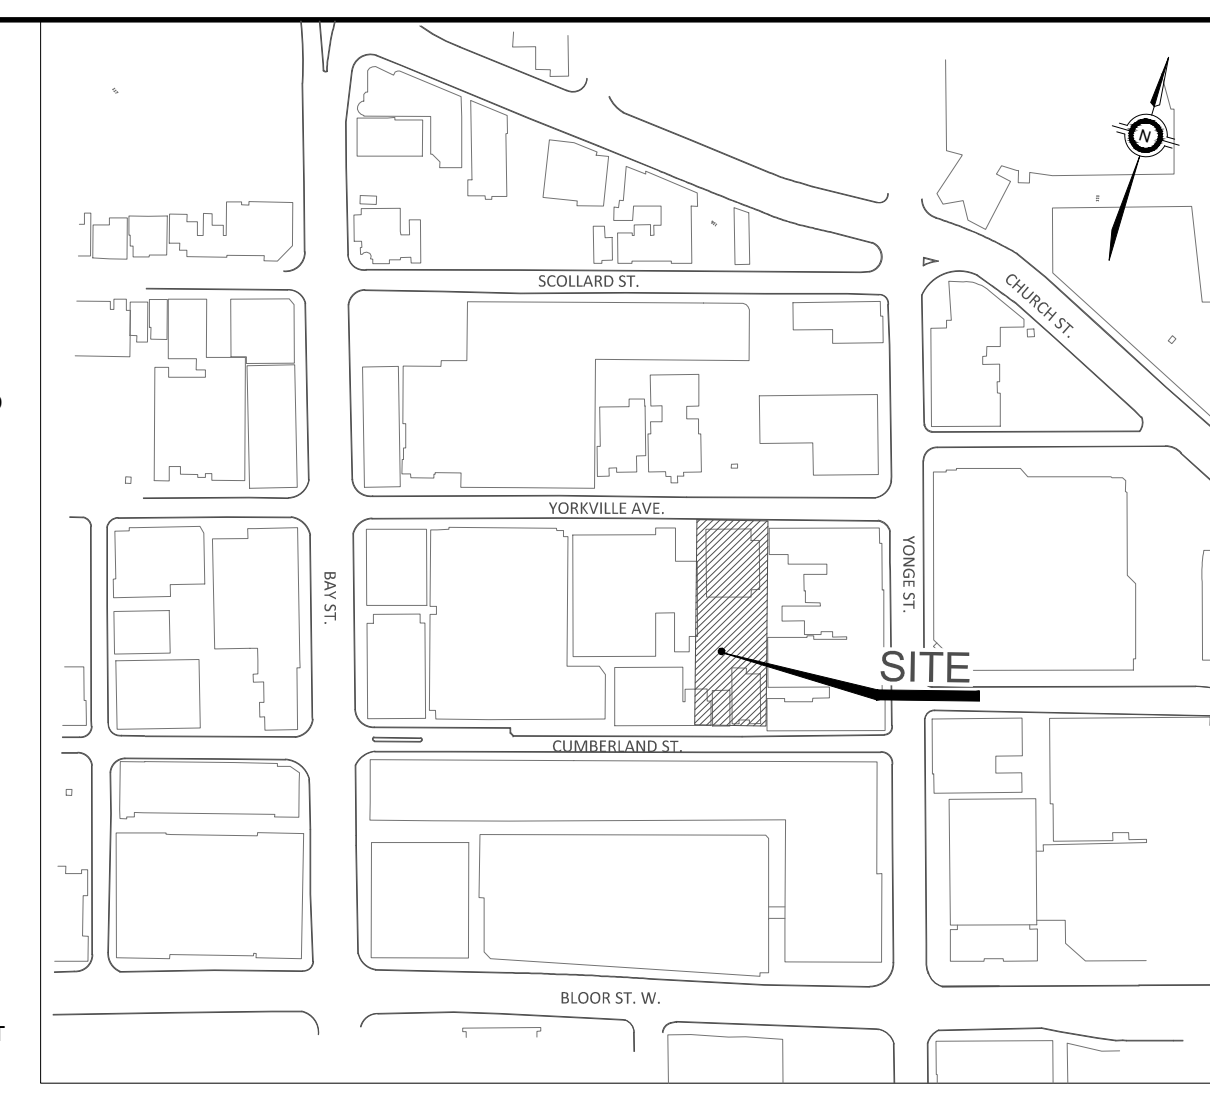 N
SCOLLARD ST.
CHURCH ST.
YORKVILLE AVE.
BAY ST.
YONGE ST.
SITE
CUMBERLAND ST.
BLOOR ST. W.